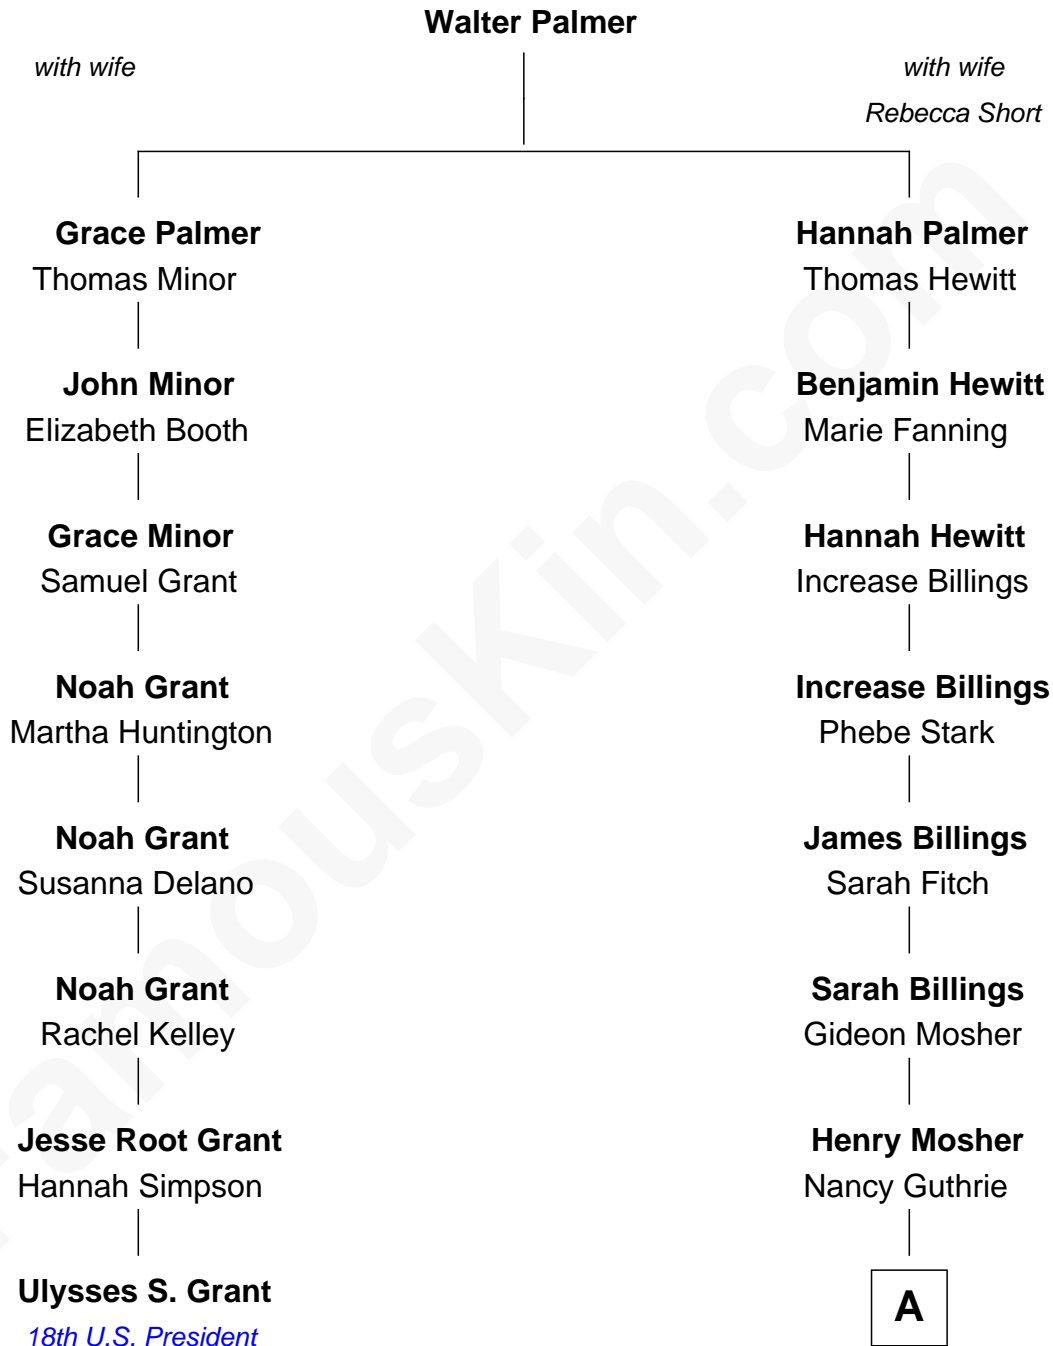 Walter Palmer
with wife
with wife
Rebecca Short
Grace Palmer
Thomas Minor
Hannah Palmer
Thomas Hewitt
John Minor
Elizabeth Booth
Benjamin Hewitt
Marie Fanning
Grace Minor
Samuel Grant
Hannah Hewitt
Increase Billings
Noah Grant
Martha Huntington
Increase Billings
Phebe Stark
Noah Grant
Susanna Delano
James Billings
Sarah Fitch
Noah Grant
Rachel Kelley
Sarah Billings
Gideon Mosher
Jesse Root Grant
Hannah Simpson
Henry Mosher
Nancy Guthrie
Ulysses S. Grant
18th U.S. President
A
FamousKin.com